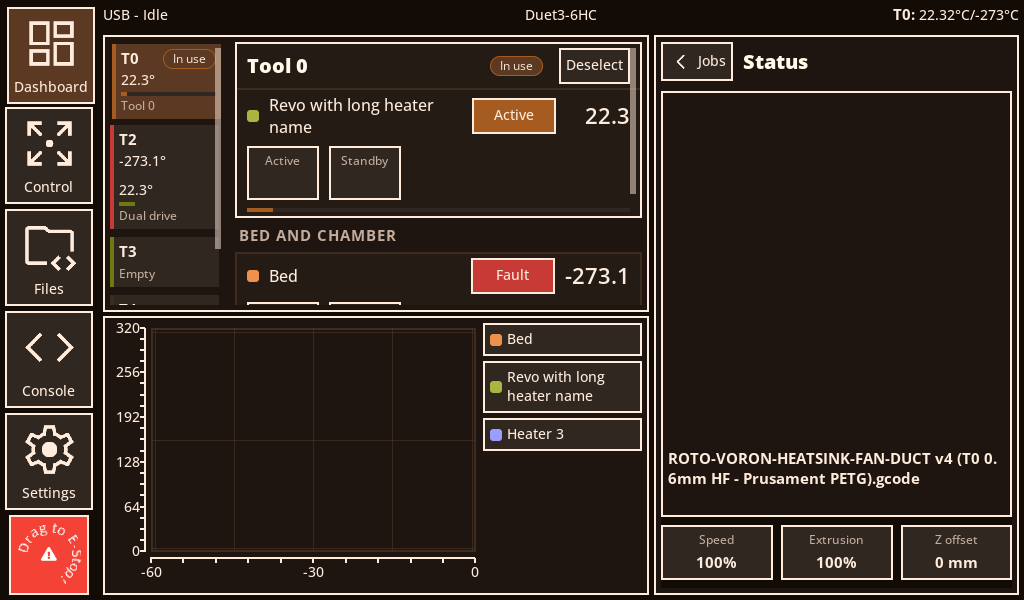 USB - Idle
Duet3-6HC
T0: 22.32°C/-273°C
Dashboard
Control
Files
Console
Settings
Drag to E-Stop!
T0
In use
22.3°
Tool 0
T2
-273.1°
22.3°
Dual drive
T3
Empty
Tool 0
In use
Deselect
Revo with long heater
name
Active
22.3
Active
Standby
BED AND CHAMBER
Bed
Fault
-273.1
320
256
192
128
64
0
-60
-30
0
Bed
Revo with long
heater name
Heater 3
Jobs
Status
ROTO-VORON-HEATSINK-FAN-DUCT v4 (T0 0.
6mm HF - Prusament PETG).gcode
Speed
100%
Extrusion
100%
Z offset
0 mm